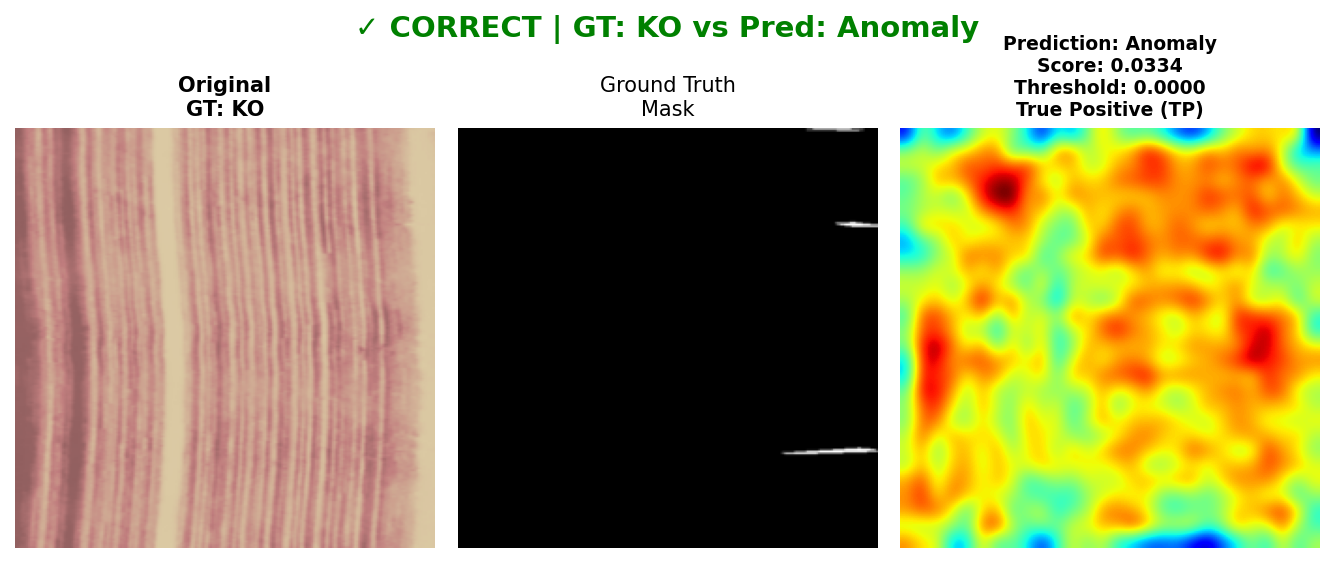 ✓ CORRECT | GT: KO vs Pred: Anomaly
Original
GT: KO
Ground Truth
Mask
Prediction: Anomaly
Score: 0.0334
Threshold: 0.0000
True Positive (TP)